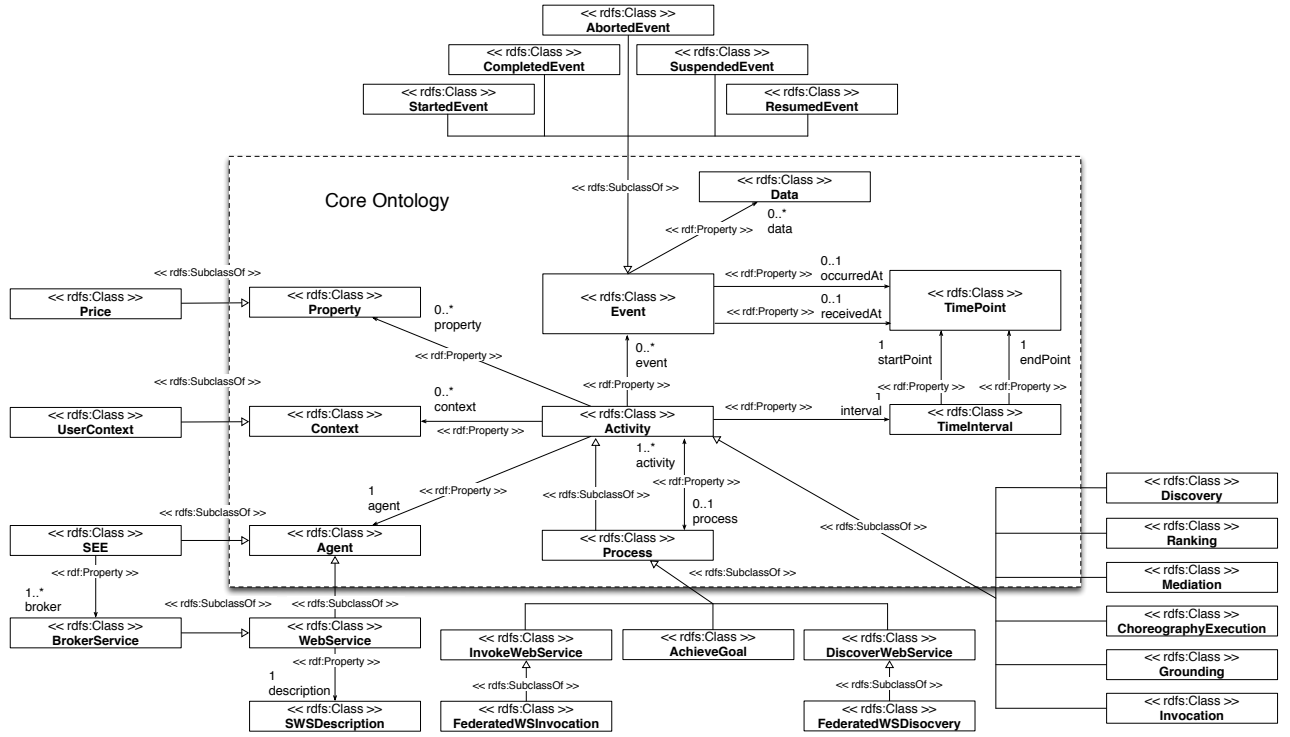 << rdfs:Class >>
AbortedEvent
<< rdfs:Class >>
CompletedEvent
<< rdfs:Class >>
SuspendedEvent
<< rdfs:Class >>
StartedEvent
<< rdfs:Class >>
ResumedEvent
Core Ontology
<< rdfs:SubclassOf >>
<< rdfs:Class >>
Data
0..*
data
<< rdf:Property >>
<< rdfs:SubclassOf >>
<< rdfs:Class >>
Price
<< rdfs:Class >>
Property
0..*
property
<< rdf:Property >>
<< rdfs:Class >>
Event
<< rdf:Property >>
0..1
occurredAt
<< rdf:Property >>
0..1
receivedAt
<< rdfs:Class >>
TimePoint
0..*
event
<< rdf:Property >>
1
startPoint
<< rdf:Property >>
1
endPoint
<< rdf:Property >>
<< rdfs:SubclassOf >>
<< rdfs:Class >>
UserContext
<< rdfs:Class >>
Context
0..*
context
<< rdf:Property >>
<< rdfs:Class >>
Activity
<< rdf:Property >>
1
interval
<< rdfs:Class >>
TimeInterval
1..*
activity
<< rdf:Property >>
0..1
process
<< rdfs:SubclassOf >>
<< rdf:Property >>
1
agent
<< rdfs:SubclassOf >>
<< rdfs:SubclassOf >>
<< rdfs:Class >>
SEE
<< rdfs:Class >>
Agent
<< rdfs:Class >>
Process
<< rdfs:SubclassOf >>
<< rdf:Property >>
1..*
broker
<< rdfs:SubclassOf >>
<< rdfs:SubclassOf >>
<< rdfs:Class >>
BrokerService
<< rdfs:Class >>
WebService
<< rdf:Property >>
1
description
<< rdfs:Class >>
SWSDescription
<< rdfs:Class >>
InvokeWebService
<< rdfs:Class >>
AchieveGoal
<< rdfs:Class >>
DiscoverWebService
<< rdfs:SubclassOf >>
<< rdfs:SubclassOf >>
<< rdfs:Class >>
FederatedWSInvocation
<< rdfs:Class >>
FederatedWSDisocvery
<< rdfs:Class >>
Discovery
<< rdfs:Class >>
Ranking
<< rdfs:Class >>
Mediation
<< rdfs:Class >>
ChoreographyExecution
<< rdfs:Class >>
Grounding
<< rdfs:Class >>
Invocation